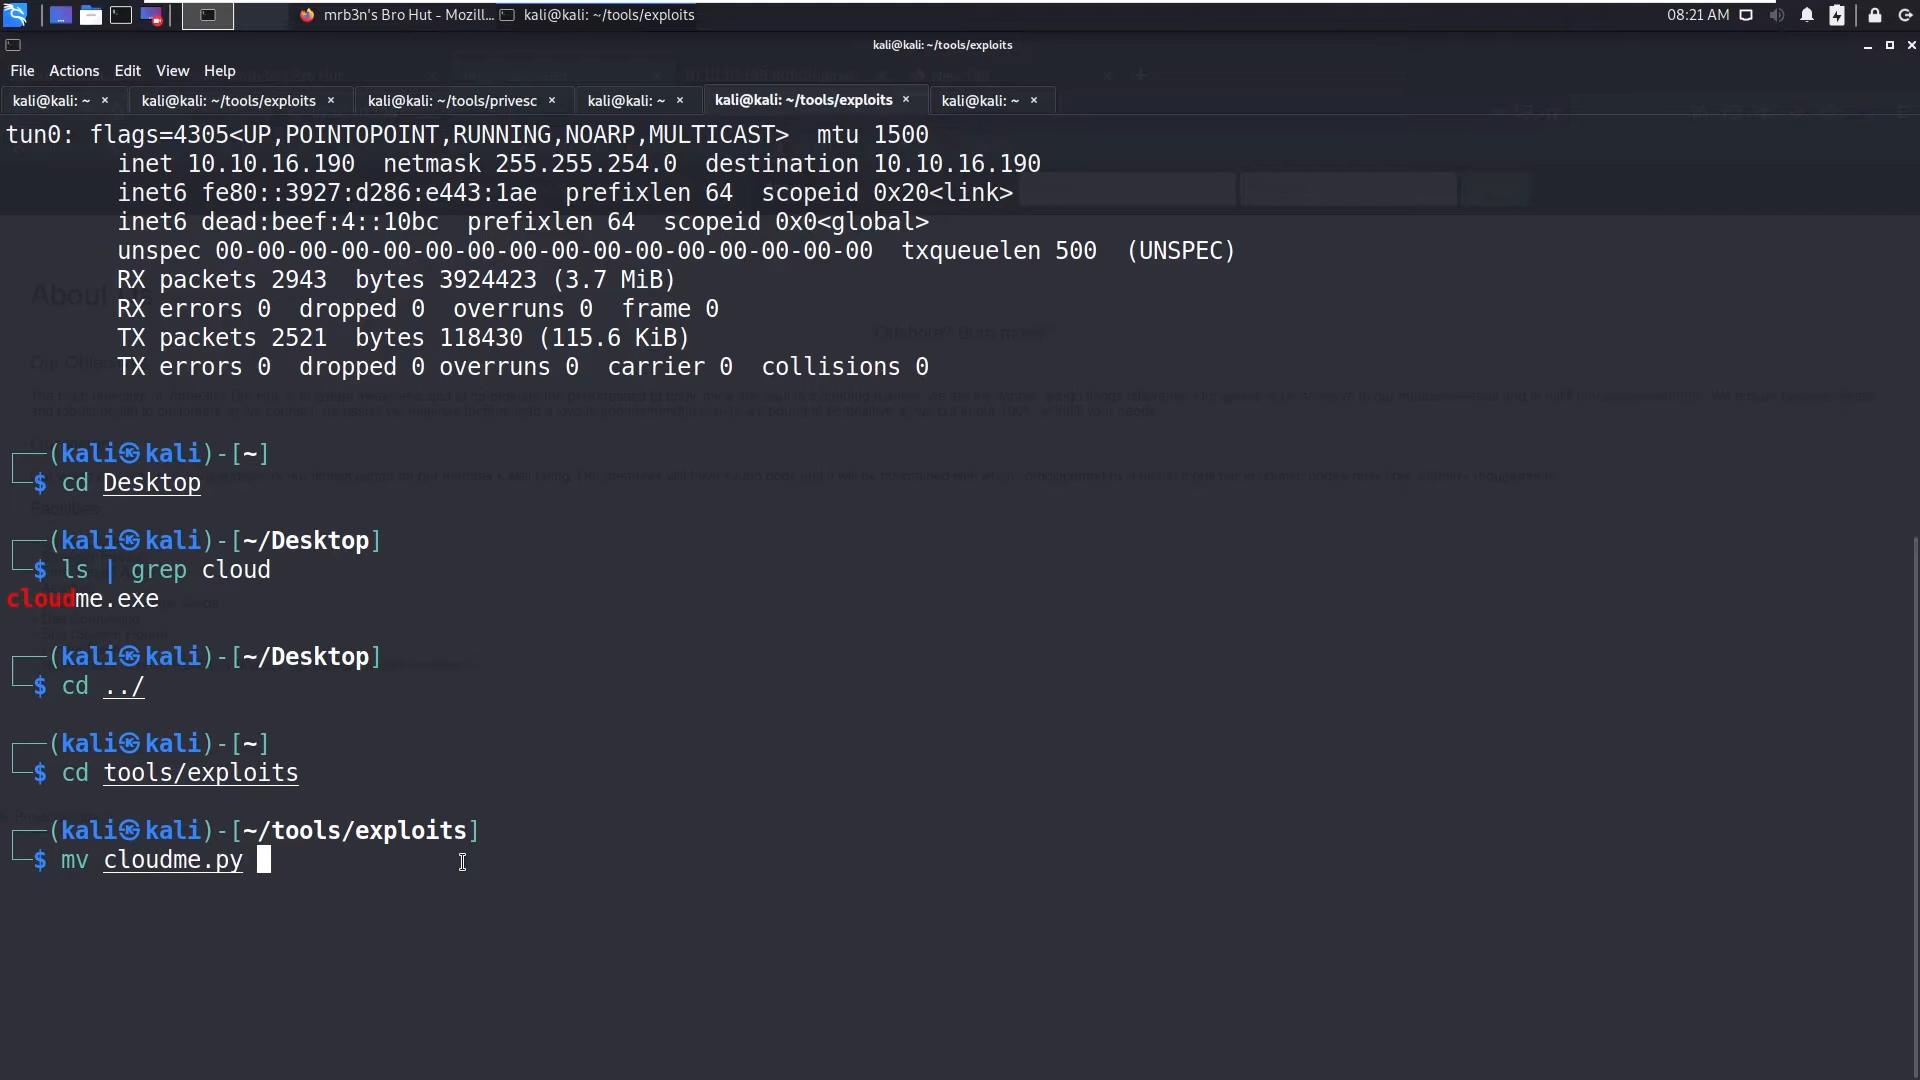 mrb3n's Bro Hut - Mozill... kali@kali: ~/tools/exploits 08:21 AM
kali@kali: ~/tools/exploits
File Actions Edit View Help
kali@kali: ~ × kali@kali: ~/tools/exploits × kali@kali: ~/tools/privesc × kali@kali: ~ × kali@kali: ~/tools/exploits × kali@kali: ~ ×
tun0: flags=4305<UP,POINTOPOINT,RUNNING,NOARP,MULTICAST>  mtu 1500
inet 10.10.16.190  netmask 255.255.254.0  destination 10.10.16.190
inet6 fe80::3927:d286:e443:1ae  prefixlen 64  scopeid 0x20<link>
inet6 dead:beef:4::10bc  prefixlen 64  scopeid 0x0<global>
unspec 00-00-00-00-00-00-00-00-00-00-00-00-00-00-00-00  txqueuelen 500  (UNSPEC)
RX packets 2943  bytes 3924423 (3.7 MiB)
RX errors 0  dropped 0  overruns 0  frame 0
TX packets 2521  bytes 118430 (115.6 KiB)
TX errors 0  dropped 0 overruns 0  carrier 0  collisions 0
┌──(kali㉿kali)-[~]
└─$ cd Desktop
┌──(kali㉿kali)-[~/Desktop]
└─$ ls | grep cloud
cloudme.exe
┌──(kali㉿kali)-[~/Desktop]
└─$ cd ../
┌──(kali㉿kali)-[~]
└─$ cd tools/exploits
┌──(kali㉿kali)-[~/tools/exploits]
└─$ mv cloudme.py